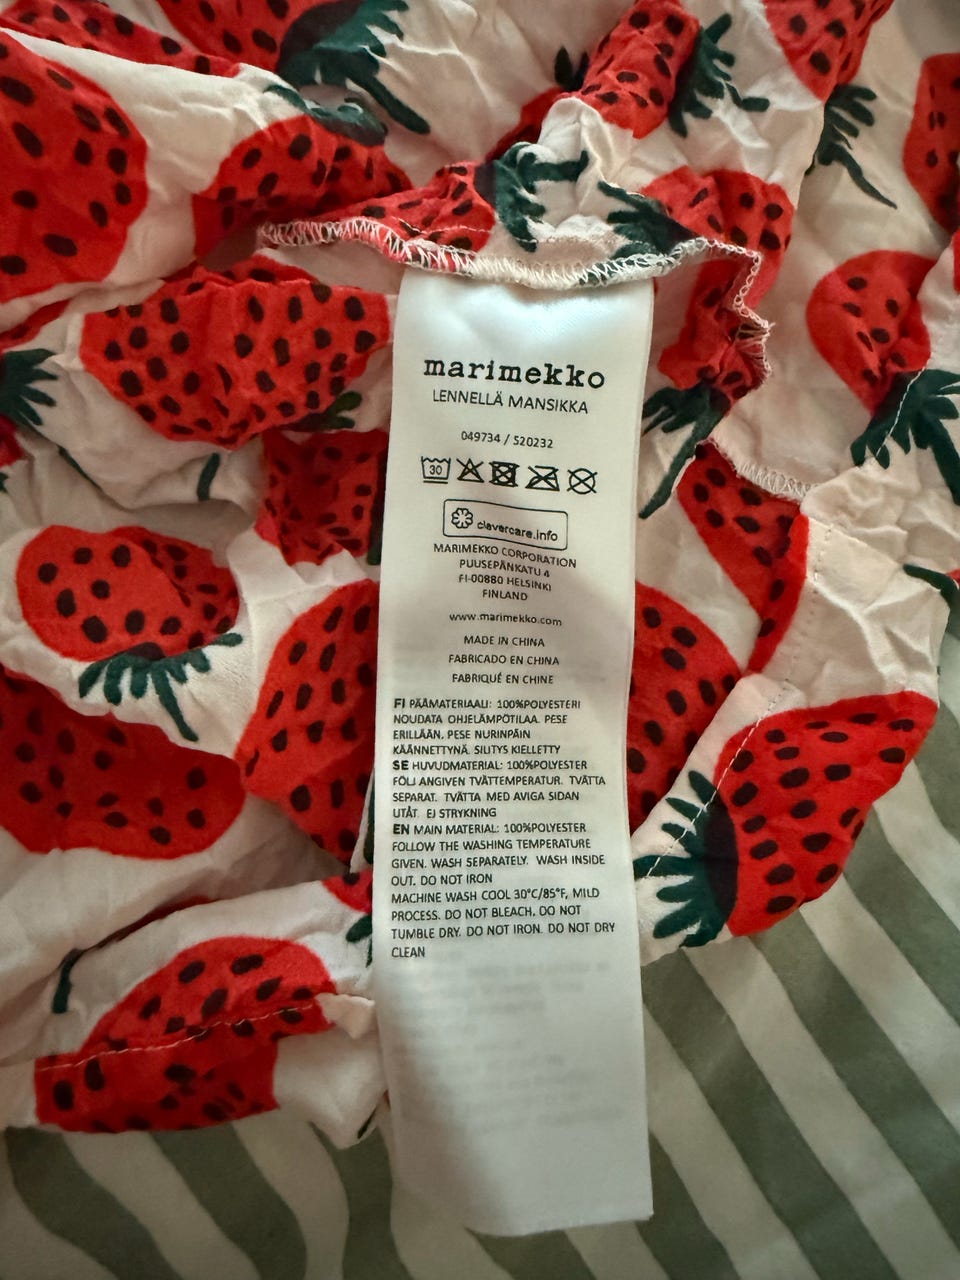 marimekko
LENNELLÄ MANSIKKA
049734 / 520232
30
clevercare.info
MARIMEKKO CORPORATION
PUUSEPÄNKATU 4
FI-00880 HELSINKI
FINLAND
www.marimekko.com
MADE IN CHINA
FABRICADO EN CHINA
FABRIQUÉ EN CHINE
FI PÄÄMATERIAALI: 100%POLYESTERI
NOUDATA OHJELÄMPÖTILAA. PESE
ERILLÄÄN, PESE NURINPÄIN
KÄÄNNETTYNÄ. SILITYS KIELLETTY
SE HUVUDMATERIAL: 100%POLYESTER
FÖLJ ANGIVEN TVÄTTEMPERATUR. TVÄTTA
SEPARAT. TVÄTTA MED AVIGA SIDAN
UTÅT. EJ STRYKNING
EN MAIN MATERIAL: 100%POLYESTER
FOLLOW THE WASHING TEMPERATURE
GIVEN. WASH SEPARATELY. WASH INSIDE
OUT. DO NOT IRON
MACHINE WASH COOL 30°C/85°F, MILD
PROCESS. DO NOT BLEACH. DO NOT
TUMBLE DRY. DO NOT IRON. DO NOT DRY
CLEAN